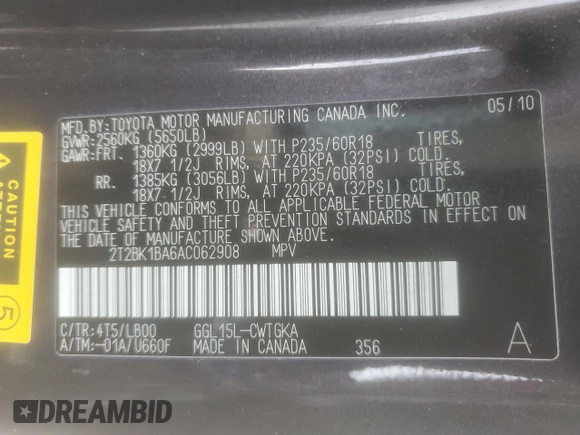 MFD.BY:TOYOTA MOTOR MANUFACTURING CANADA INC. 05/10
GVWR:2560KG (5650LB)
GAWR:FRT. 1360KG (2999LB) WITH P235/60R18 TIRES,
18X7 1/2J RIMS, AT 220KPA (32PSI) COLD.
RR. 1385KG (3056LB) WITH P235/60R18 TIRES,
18X7 1/2J RIMS, AT 220KPA (32PSI) COLD.
THIS VEHICLE CONFORMS TO ALL APPLICABLE FEDERAL MOTOR
VEHICLE SAFETY AND THEFT PREVENTION STANDARDS IN EFFECT ON
THE DATE OF MANUFACTURE SHOWN ABOVE.
2T2BK1BA6AC062908 MPV
C/TR:4T5/LB00 GGL15L-CWTGKA
A/TM:-01A/U660F MADE IN CANADA 356 A
CAUTION
5
DREAMBID